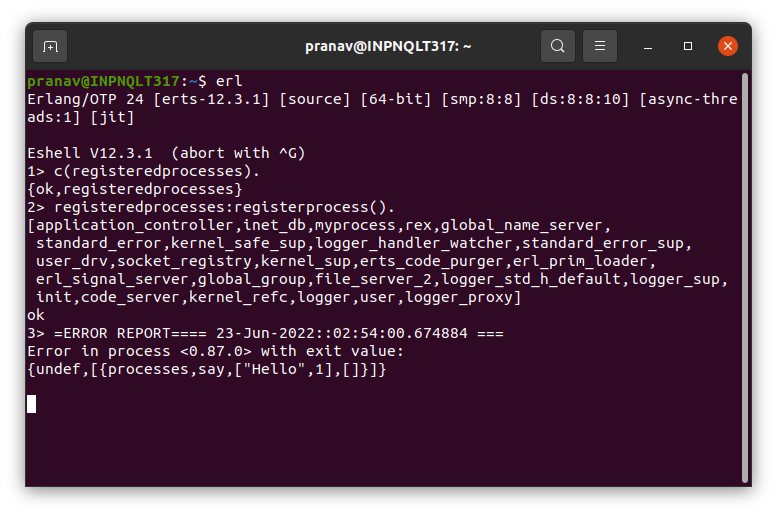 pranav@INPNQLT317: ~
pranav@INPNQLT317:~$ erl
Erlang/OTP 24 [erts-12.3.1] [source] [64-bit] [smp:8:8] [ds:8:8:10] [async-thre
ads:1] [jit]
Eshell V12.3.1  (abort with ^G)
1> c(registeredprocesses).
{ok,registeredprocesses}
2> registeredprocesses:registerprocess().
[application_controller,inet_db,myprocess,rex,global_name_server,
 standard_error,kernel_safe_sup,logger_handler_watcher,standard_error_sup,
 user_drv,socket_registry,kernel_sup,erts_code_purger,erl_prim_loader,
 erl_signal_server,global_group,file_server_2,logger_std_h_default,logger_sup,
 init,code_server,kernel_refc,logger,user,logger_proxy]
ok
3> =ERROR REPORT==== 23-Jun-2022::02:54:00.674884 ===
Error in process <0.87.0> with exit value:
{undef,[{processes,say,["Hello",1],[]}]}